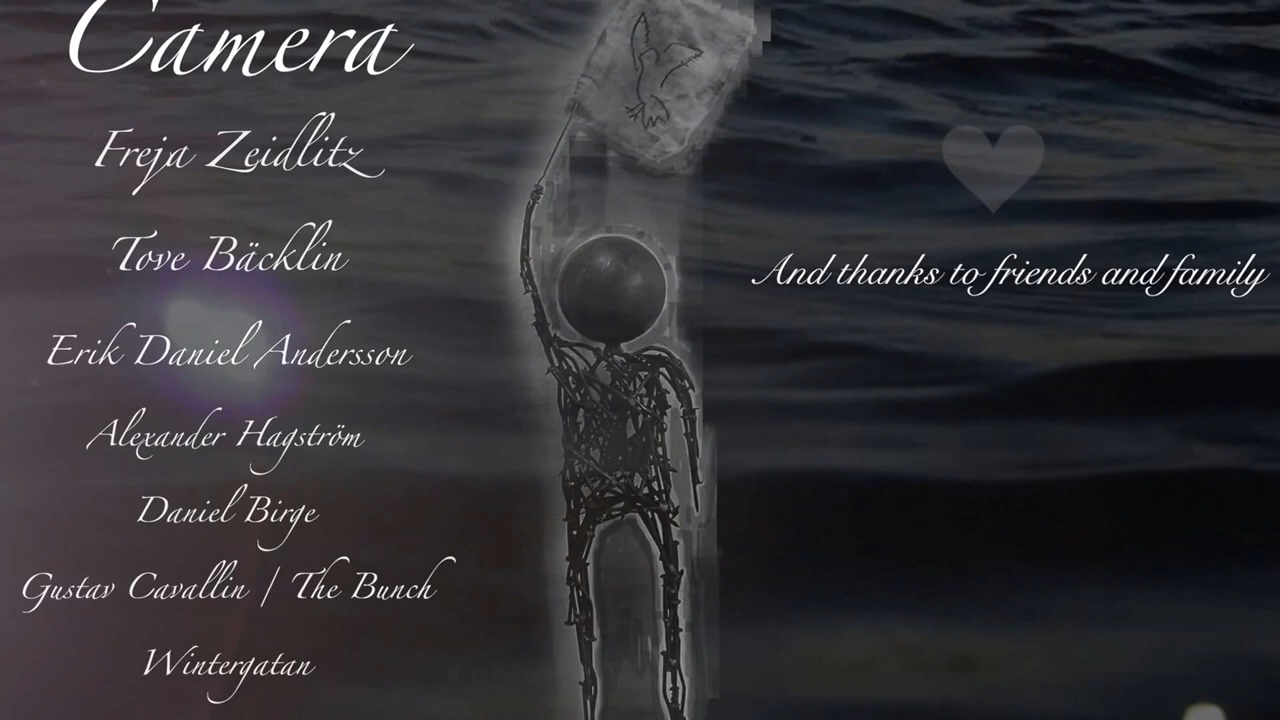 Camera
Freja Zeidlitz
Tove Bäcklin
Erik Daniel Andersson
Alexander Hagström
Daniel Birge
Gustav Cavallin | The Bunch
Wintergatan
And thanks to friends and family